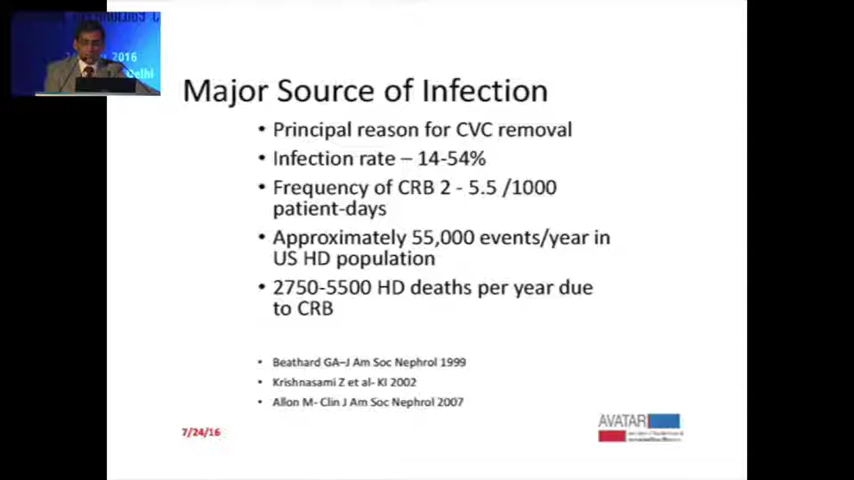 TECHNOLOGY C
2016
Delhi
Major Source of Infection
• Principal reason for CVC removal
• Infection rate – 14-54%
• Frequency of CRB 2 - 5.5 /1000
patient-days
• Approximately 55,000 events/year in
US HD population
• 2750-5500 HD deaths per year due
to CRB
• Beathard GA–J Am Soc Nephrol 1999
• Krishnasami Z et al- KI 2002
• Allon M- Clin J Am Soc Nephrol 2007
7/24/16
AVATAR